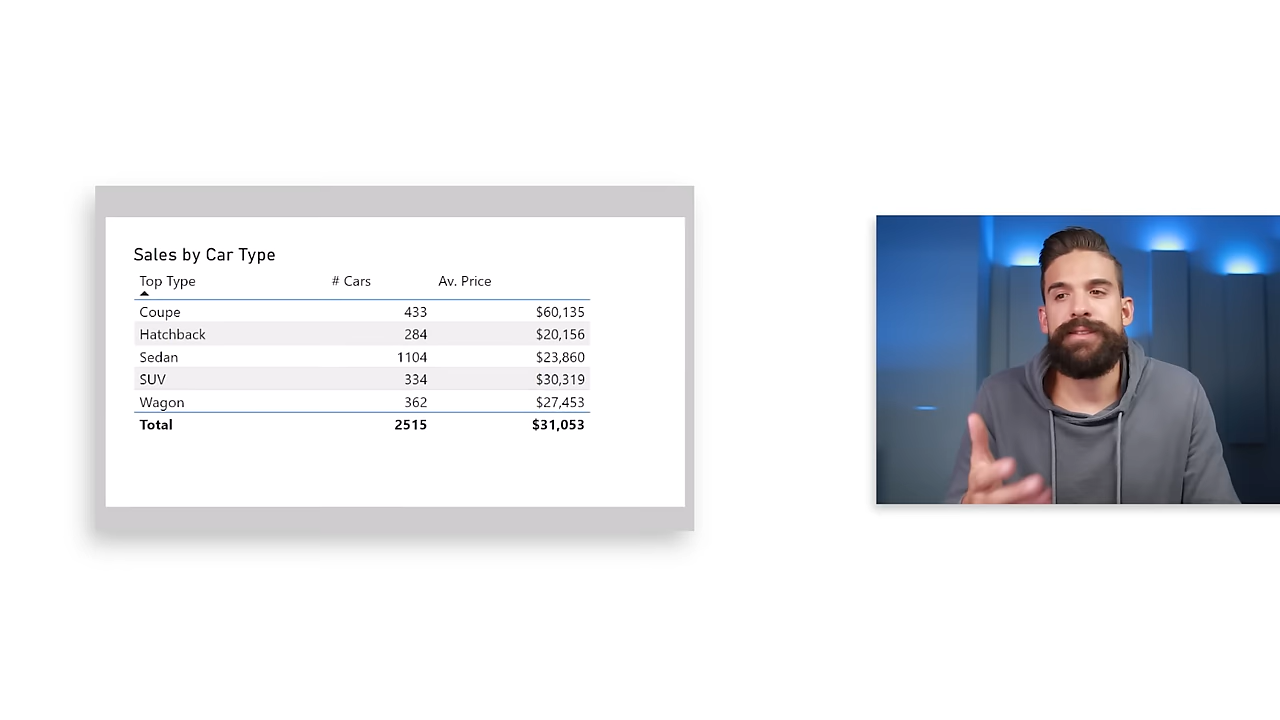 Sales by Car Type
Top Type # Cars Av. Price
Coupe 433 $60,135
Hatchback 284 $20,156
Sedan 1104 $23,860
SUV 334 $30,319
Wagon 362 $27,453
Total 2515 $31,053